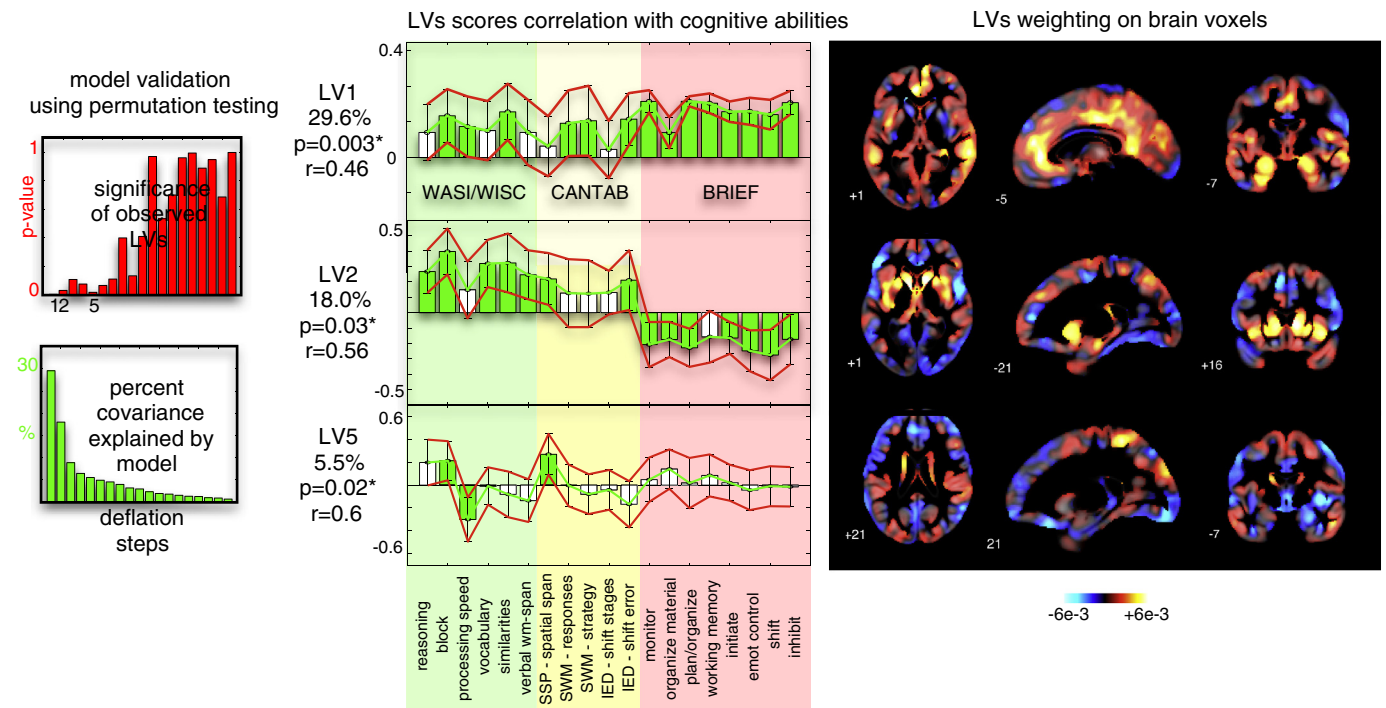 LVs scores correlation with cognitive abilities
LVs weighting on brain voxels
model validation
using permutation testing
1
p-value
0
significance
of observed
LVs
12
5
30
%
percent
covariance
explained by
model
deflation
steps
LV1
29.6%
p=0.003*
r=0.46
0.4
0
WASI/WISC
CANTAB
BRIEF
LV2
18.0%
p=0.03*
r=0.56
0.5
-0.5
LV5
5.5%
p=0.02*
r=0.6
0.6
-0.6
reasoning
block
processing speed
vocabulary
similarities
verbal wm-span
SSP - spatial span
SWM - responses
SWM - strategy
IED - shift stages
IED - shift error
monitor
organize material
plan/organize
working memory
initiate
emot control
shift
inhibit
+1
-5
-7
+1
-21
+16
+21
21
-7
-6e-3
+6e-3